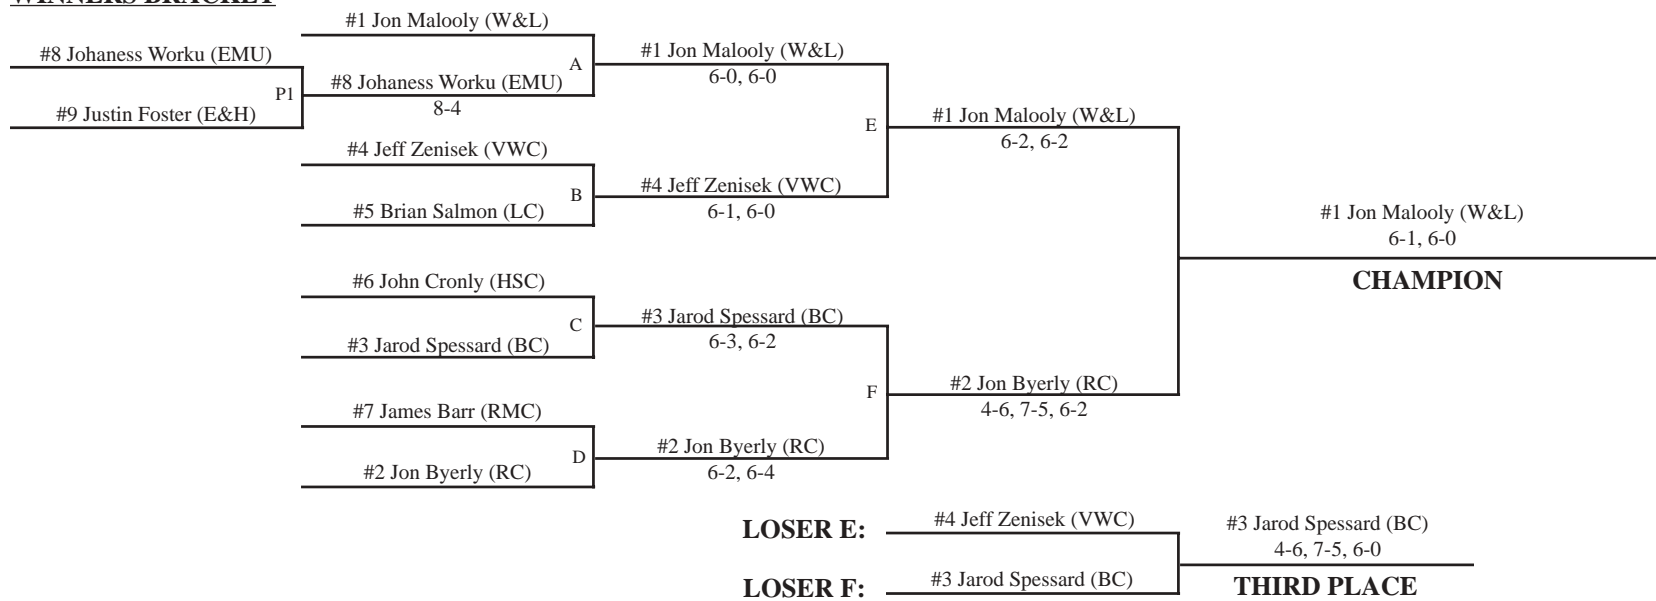 WINNERS BRACKET
#1 Jon Malooly (W&L)
#8 Johaness Worku (EMU)
P1
#9 Justin Foster (E&H)
A
#8 Johaness Worku (EMU)
8-4
#1 Jon Malooly (W&L)
6-0, 6-0
#4 Jeff Zenisek (VWC)
B
#5 Brian Salmon (LC)
#4 Jeff Zenisek (VWC)
6-1, 6-0
E
#1 Jon Malooly (W&L)
6-2, 6-2
#6 John Cronly (HSC)
C
#3 Jarod Spessard (BC)
#3 Jarod Spessard (BC)
6-3, 6-2
#7 James Barr (RMC)
D
#2 Jon Byerly (RC)
#2 Jon Byerly (RC)
6-2, 6-4
F
#2 Jon Byerly (RC)
4-6, 7-5, 6-2
#1 Jon Malooly (W&L)
6-1, 6-0
CHAMPION
LOSER E:
#4 Jeff Zenisek (VWC)
LOSER F:
#3 Jarod Spessard (BC)
#3 Jarod Spessard (BC)
4-6, 7-5, 6-0
THIRD PLACE